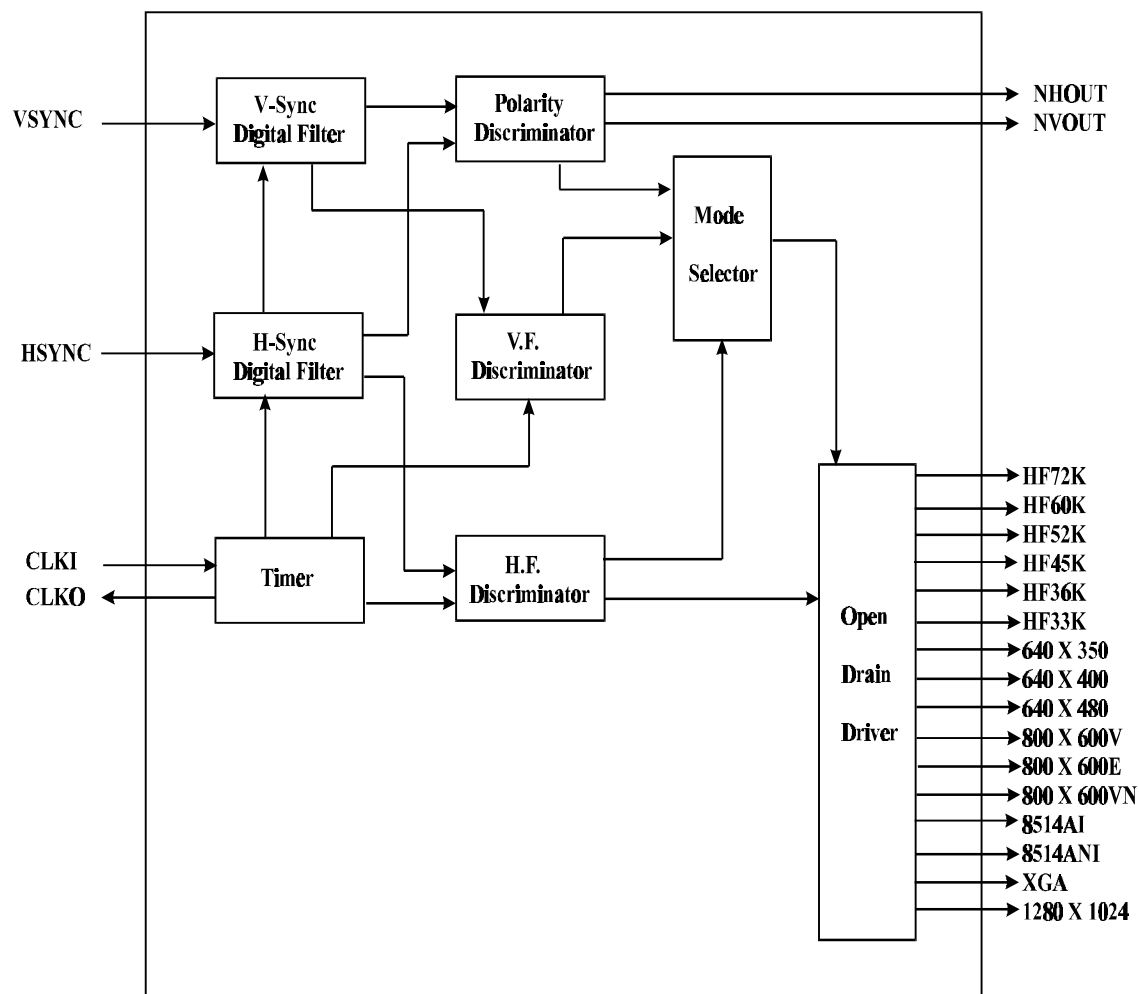 VSYNC
V-Sync
Digital Filter
Polarity
Discriminator
NHOUT
NVOUT
Mode
Selector
HSYNC
H-Sync
Digital Filter
V.F.
Discriminator
CLKI
CLKO
Timer
H.F.
Discriminator
Open
Drain
Driver
HF72K
HF60K
HF52K
HF45K
HF36K
HF33K
640 X 350
640 X 400
640 X 480
800 X 600V
800 X 600E
800 X 600VN
8514AI
8514ANI
XGA
1280 X 1024